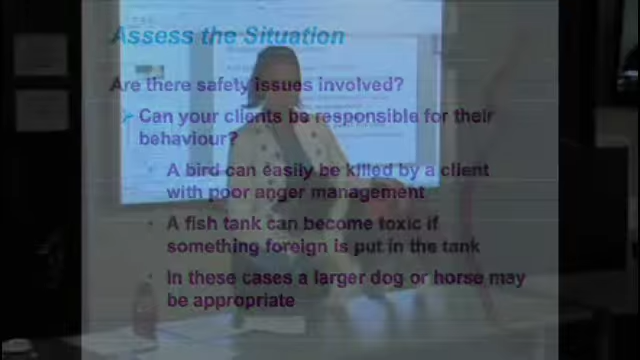 Assess the Situation
Are there safety issues involved?
Can your clients be responsible for their
behaviour?
A bird can easily be killed by a client
with poor anger management
A fish tank can become toxic if
something foreign is put in the tank
In these cases a larger dog or horse may
be appropriate